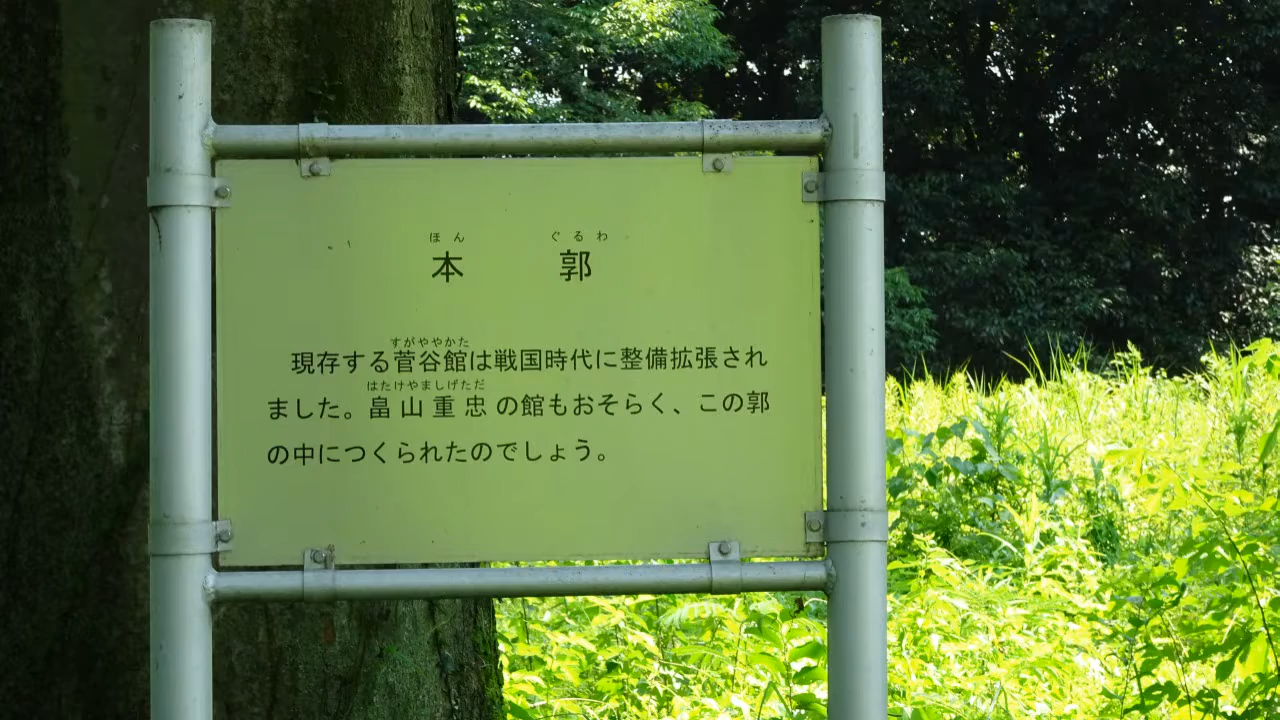 ほん ぐるわ
本 郭
すがややかた
現存する菅谷館は戦国時代に整備拡張され
はたけやましげただ
ました。畠山重忠の館もおそらく、この郭
の中につくられたのでしょう。